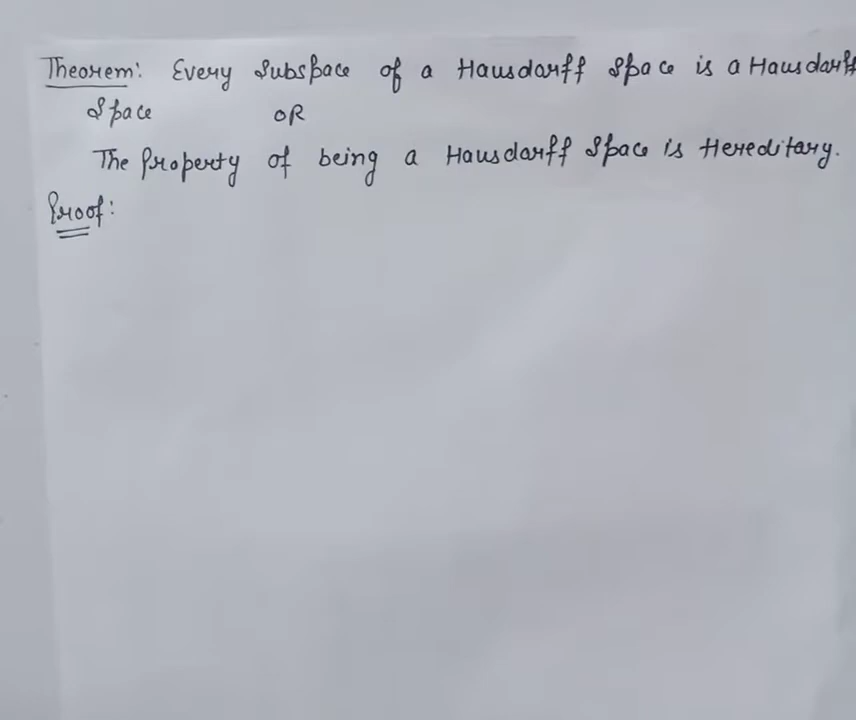 Theorem: Every Subspace of a Hausdorff Space is a Hausdorff
Space OR
The Property of being a Hausdorff Space is Hereditary.
Proof: